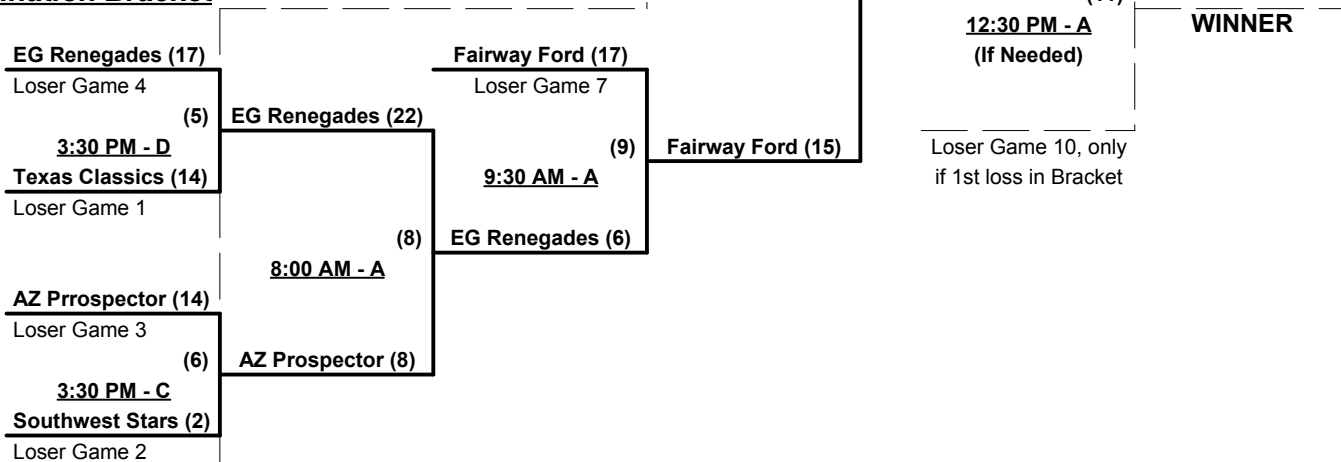 12:30 PM - A
WINNER
(If Needed)
EG Renegades (17)
Fairway Ford (17)
Loser Game 4
Loser Game 7
(5)
EG Renegades (22)
3:30 PM - D
(9)
Fairway Ford (15)
Loser Game 10, only
Texas Classics (14)
9:30 AM - A
if 1st loss in Bracket
Loser Game 1
(8)
EG Renegades (6)
8:00 AM - A
AZ Prrospector (14)
Loser Game 3
(6)
AZ Prospector (8)
3:30 PM - C
Southwest Stars (2)
Loser Game 2